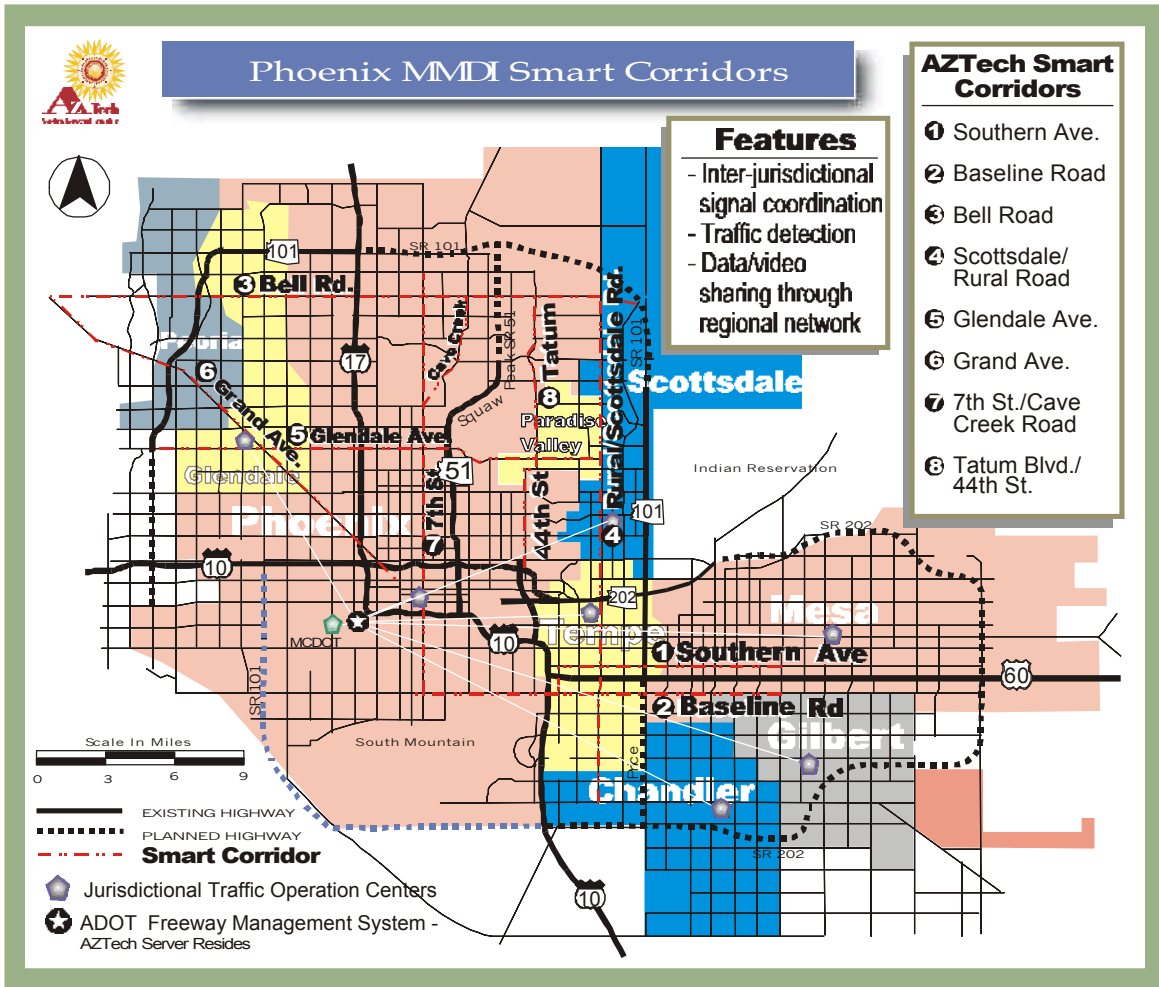 Phoenix MMDI Smart Corridors
AZTech
AZTech Smart
Corridors
1 Southern Ave.
2 Baseline Road
3 Bell Road
4 Scottsdale/
Rural Road
5 Glendale Ave.
6 Grand Ave.
7 7th St./Cave
Creek Road
8 Tatum Blvd./
44th St.
Features
- Inter-jurisdictional
signal coordination
- Traffic detection
- Data/video
sharing through
regional network
SR 101
101
3 Bell Rd.
Peoria
17
Cave Creek
Peak SR 51
Squaw
Tatum
8
Rural/Scottsdale Rd.
SR 101
Scottsdale
6 Grand Ave.
5 Glendale Ave.
Paradise
Valley
Glendale
51
Indian Reservation
Phoenix
7 7th St
44th St
4
101
SR 202
10
202
Mesa
Tempe
MCDOT
10
1 Southern Ave
60
SR 101
2 Baseline Rd
Gilbert
South Mountain
Price
Chandler
SR 202
10
Scale In Miles
0 3 6 9
EXISTING HIGHWAY
PLANNED HIGHWAY
Smart Corridor
Jurisdictional Traffic Operation Centers
ADOT Freeway Management System -
AZTech Server Resides